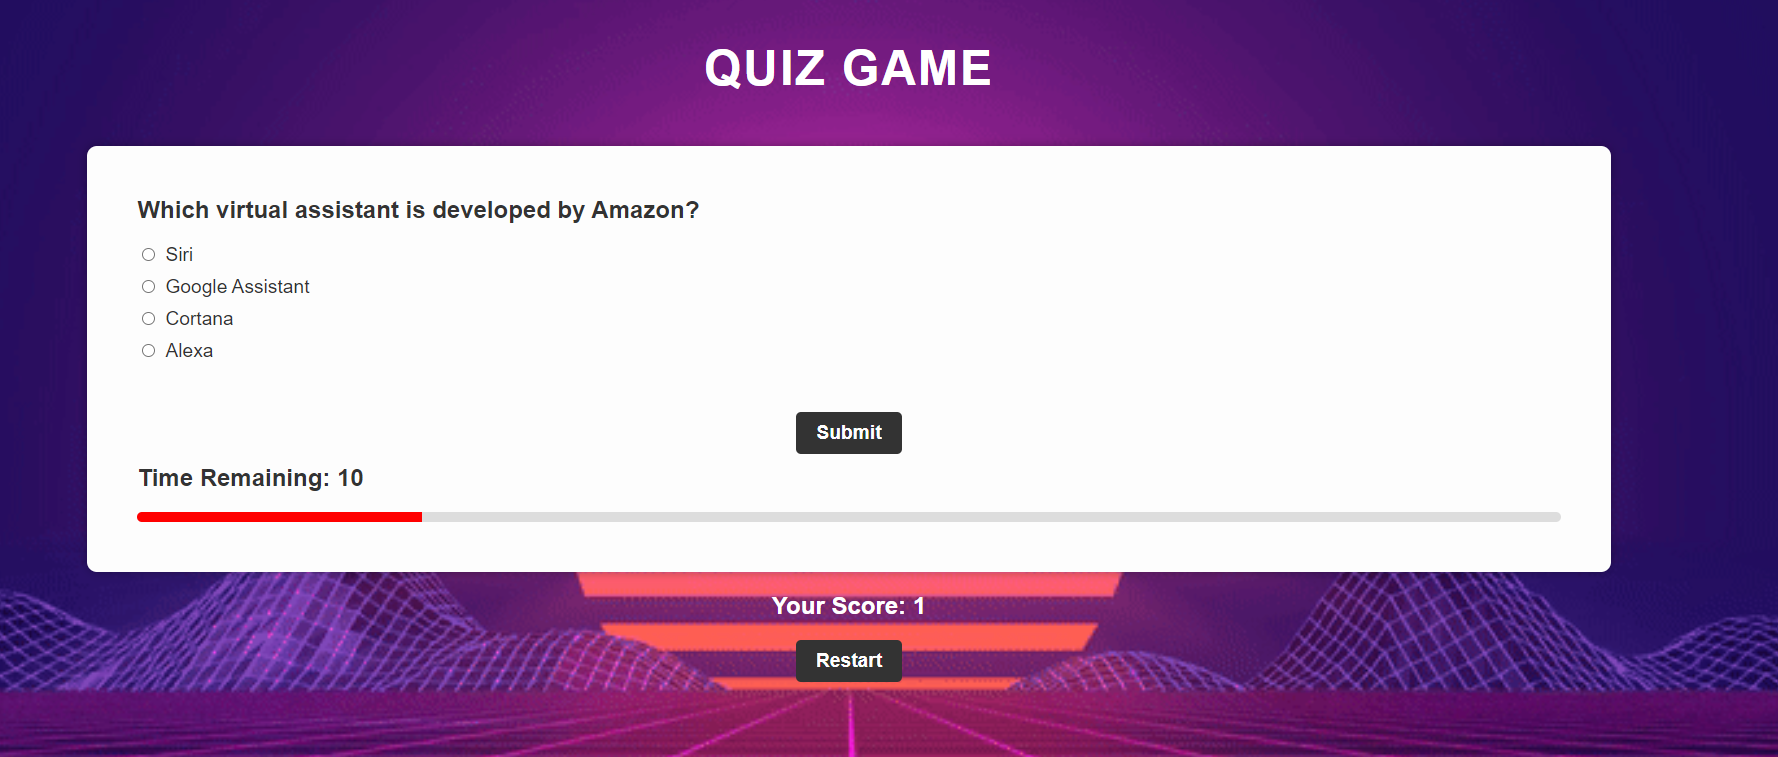 QUIZ GAME
Which virtual assistant is developed by Amazon?
Siri
Google Assistant
Cortana
Alexa
Submit
Time Remaining: 10
Your Score: 1
Restart